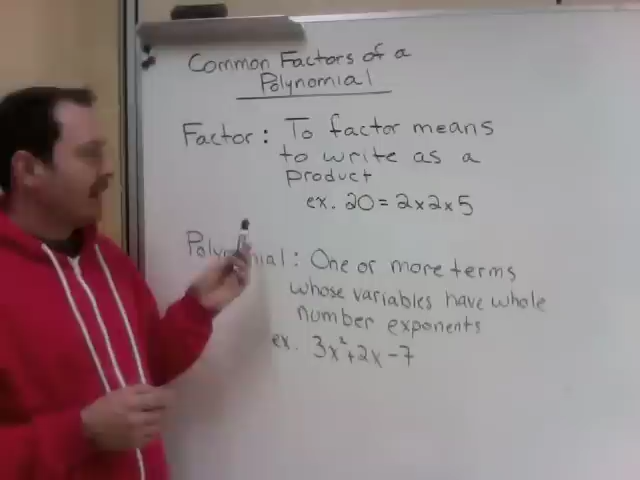 Common Factors of a
Polynomial
Factor: To factor means
to write as a
product
ex. 20 = 2x2x5
Polynomial: One or more terms
whose variables have whole
number exponents
ex. 3x²+2x-7